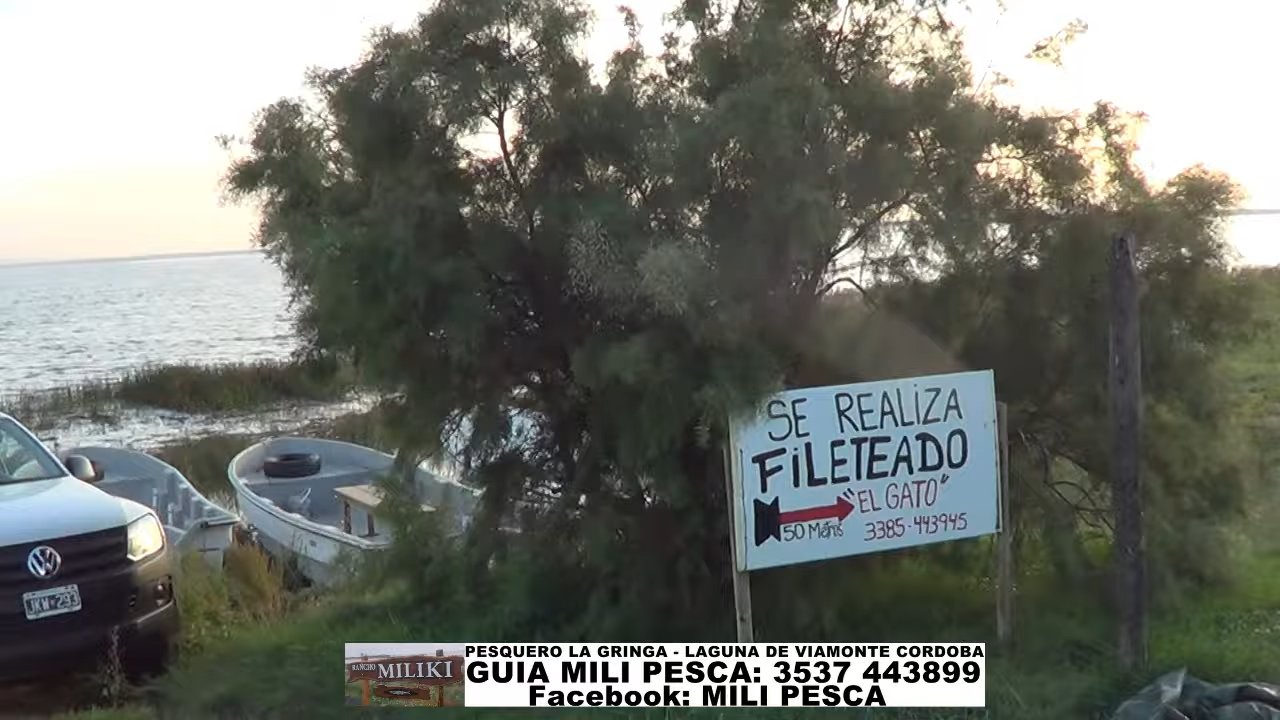 SE REALIZA
FiLETEADO
"EL GATO"
50 Mtrs
3385-443945
JKW·293
RANCHO
MILIKI
PESQUERO LA GRINGA - LAGUNA DE VIAMONTE CORDOBA
GUIA MILI PESCA: 3537 443899
Facebook: MILI PESCA